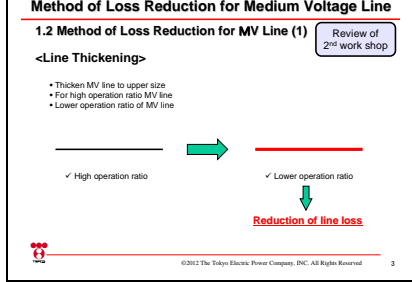 Method of Loss Reduction for Medium Voltage Line
1.2 Method of Loss Reduction for MV Line (1)
Review of
2nd work shop
<Line Thickening>
• Thicken MV line to upper size
• For high operation ratio MV line
• Lower operation ratio of MV line
✓ High operation ratio
✓ Lower operation ratio
Reduction of line loss
TEPCO
©2012 The Tokyo Electric Power Company, INC. All Rights Reserved
3